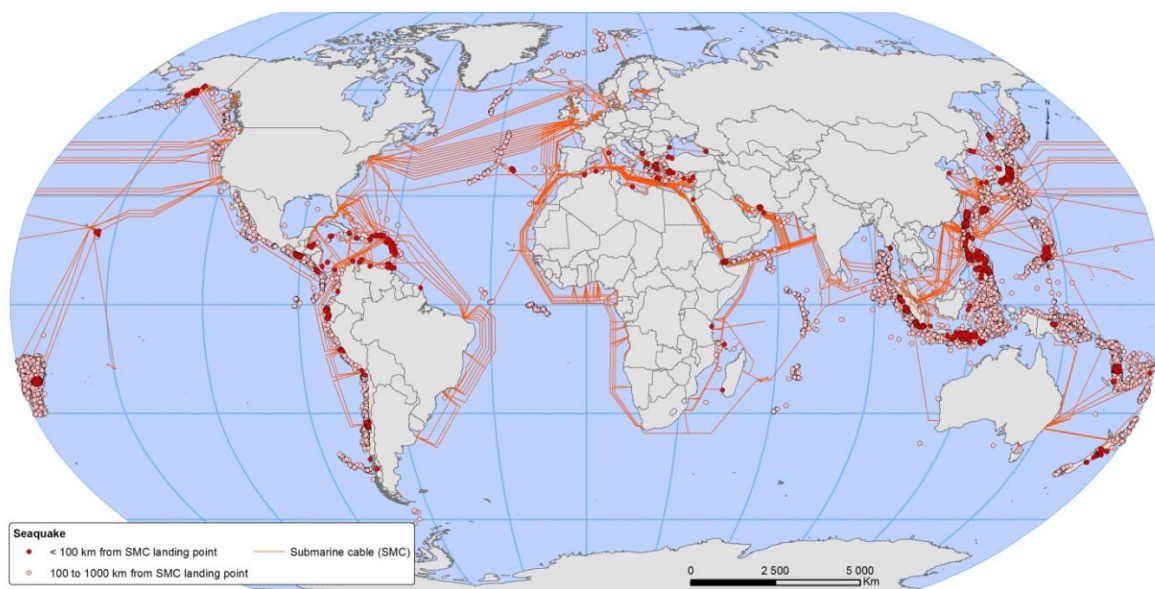 N
Seaquake
< 100 km from SMC landing point
Submarine cable (SMC)
100 to 1000 km from SMC landing point
0 2 500 5 000
Km